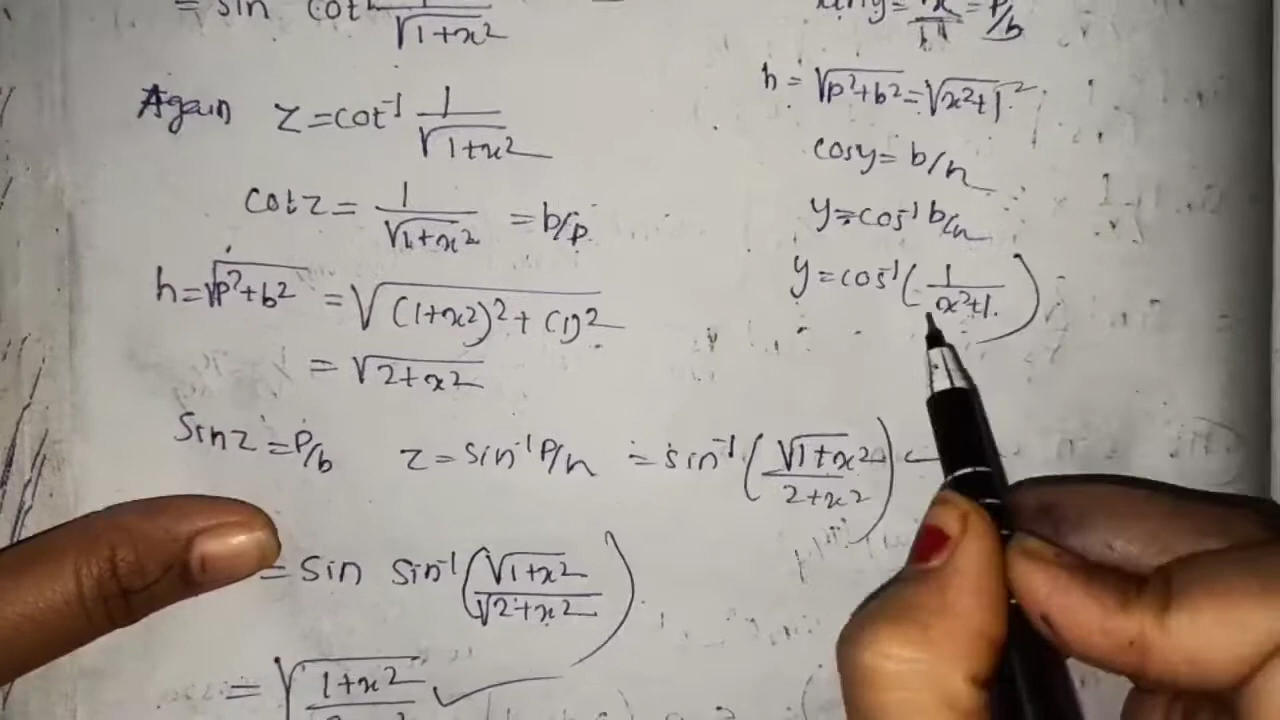 = sin cot⁻¹ 1/√1+x²
Again z = cot⁻¹ 1/√1+x²
cot z = 1/√1+x² = b/p
h = √p²+b² = √(1+x²)²+(1)²
= √2+x²
Sin z = P/b z = sin⁻¹ P/h = sin⁻¹(√1+x²/2+x²)
= sin sin⁻¹(√1+x²/√2+x²)
= √1+x²
P/b
h = √p²+b² = √x²+1²
cosy = b/h
y = cos⁻¹ b/h
y = cos⁻¹(1/x²+1)